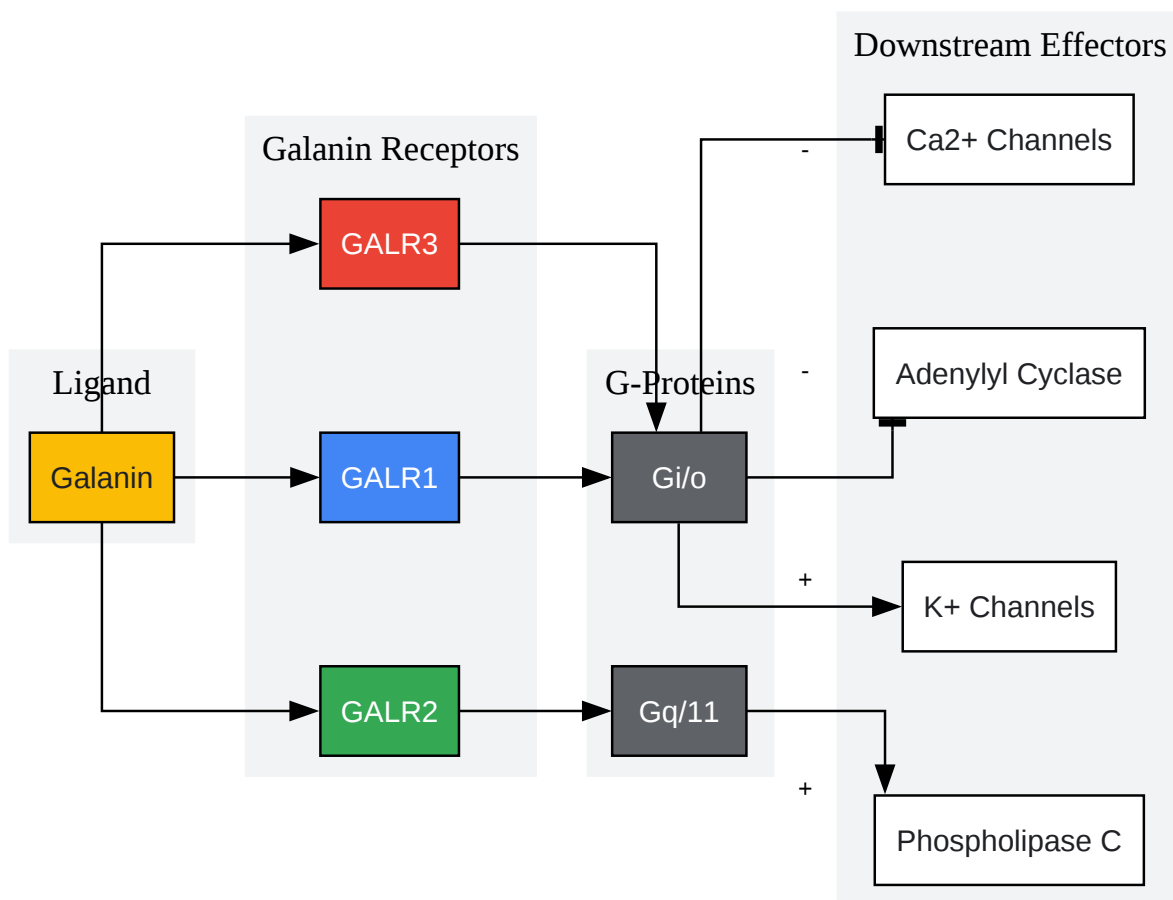 Downstream Effectors
Ca2+ Channels
-
Galanin Receptors
GALR3
Ligand
G-Proteins
-
Adenylyl Cyclase
Galanin
GALR1
Gi/o
+
K+ Channels
GALR2
Gq/11
+
Phospholipase C